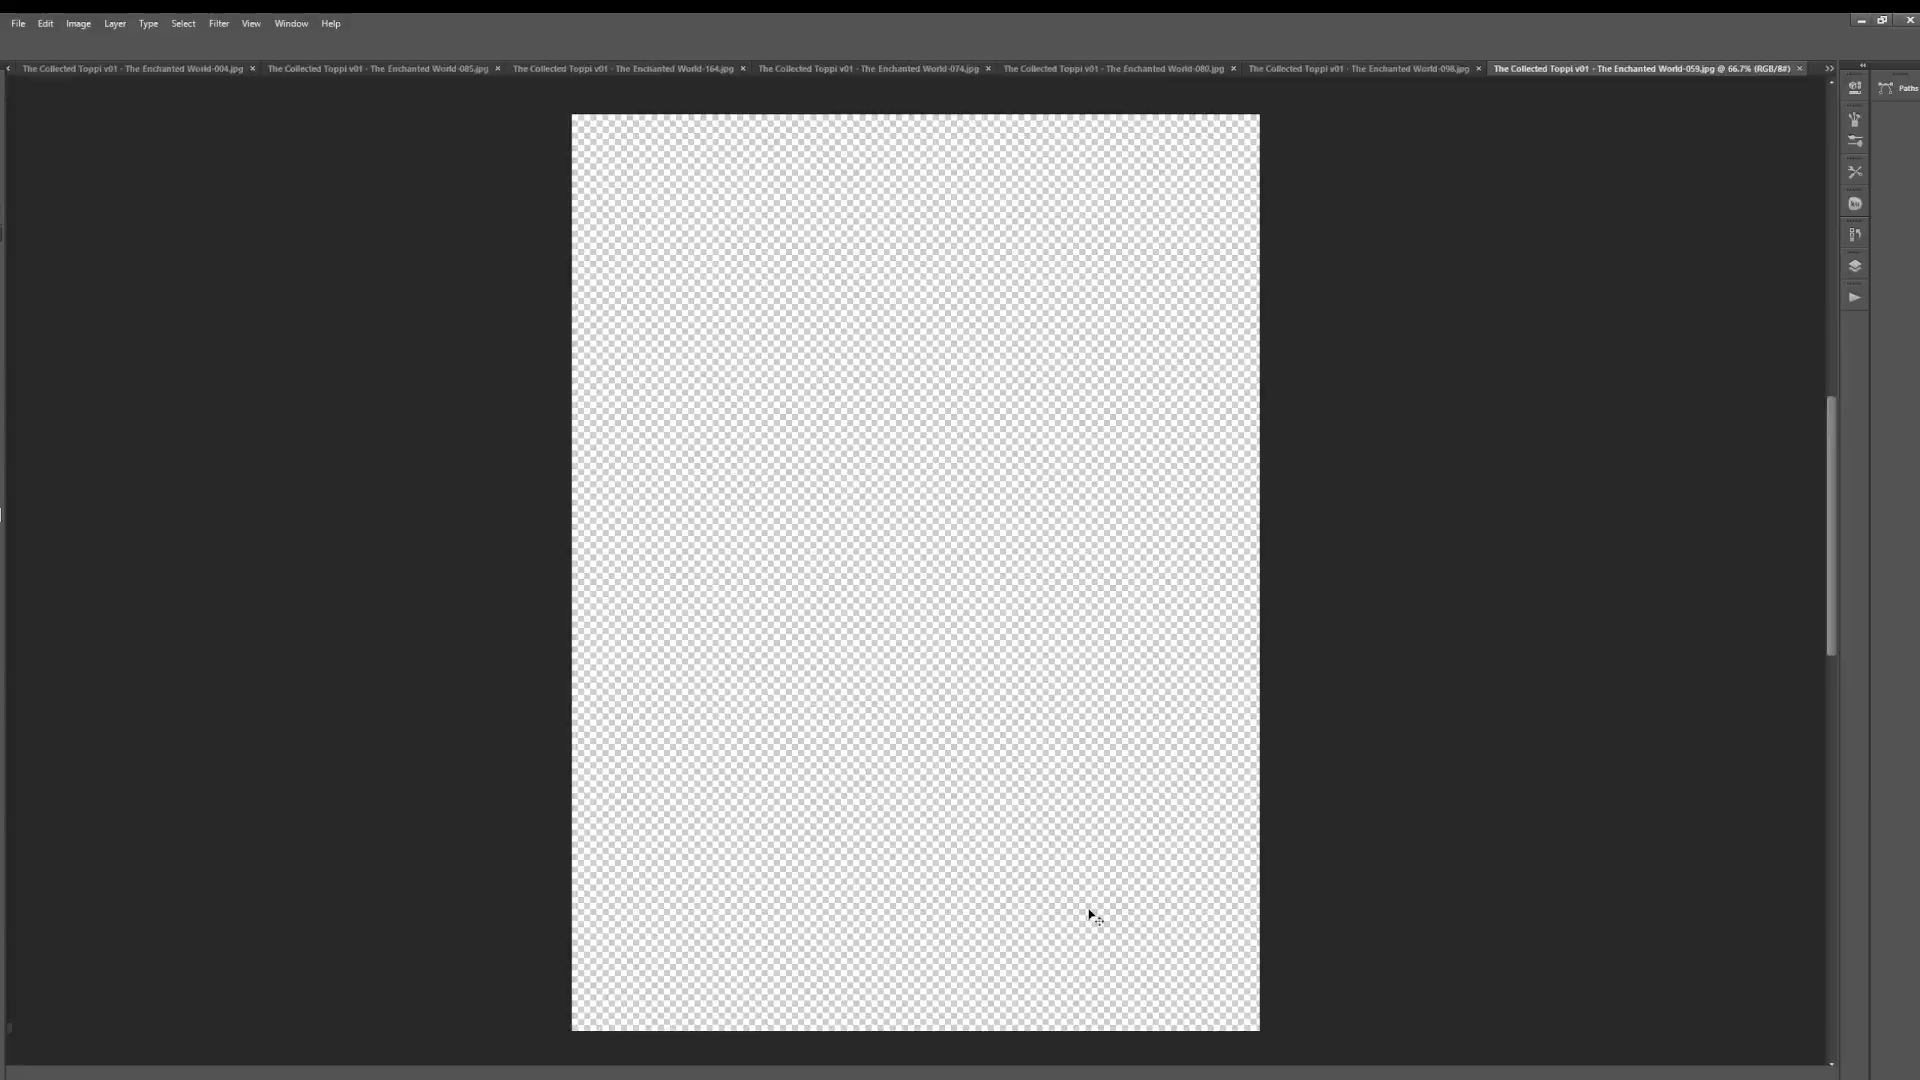 File Edit Image Layer Type Select Filter View Window Help
The Collected Toppi v01 - The Enchanted World-004.jpg The Collected Toppi v01 - The Enchanted World-085.jpg The Collected Toppi v01 - The Enchanted World-164.jpg The Collected Toppi v01 - The Enchanted World-074.jpg The Collected Toppi v01 - The Enchanted World-080.jpg The Collected Toppi v01 - The Enchanted World-098.jpg The Collected Toppi v01 - The Enchanted World-059.jpg @ 66.7% (RGB/8#)
Paths